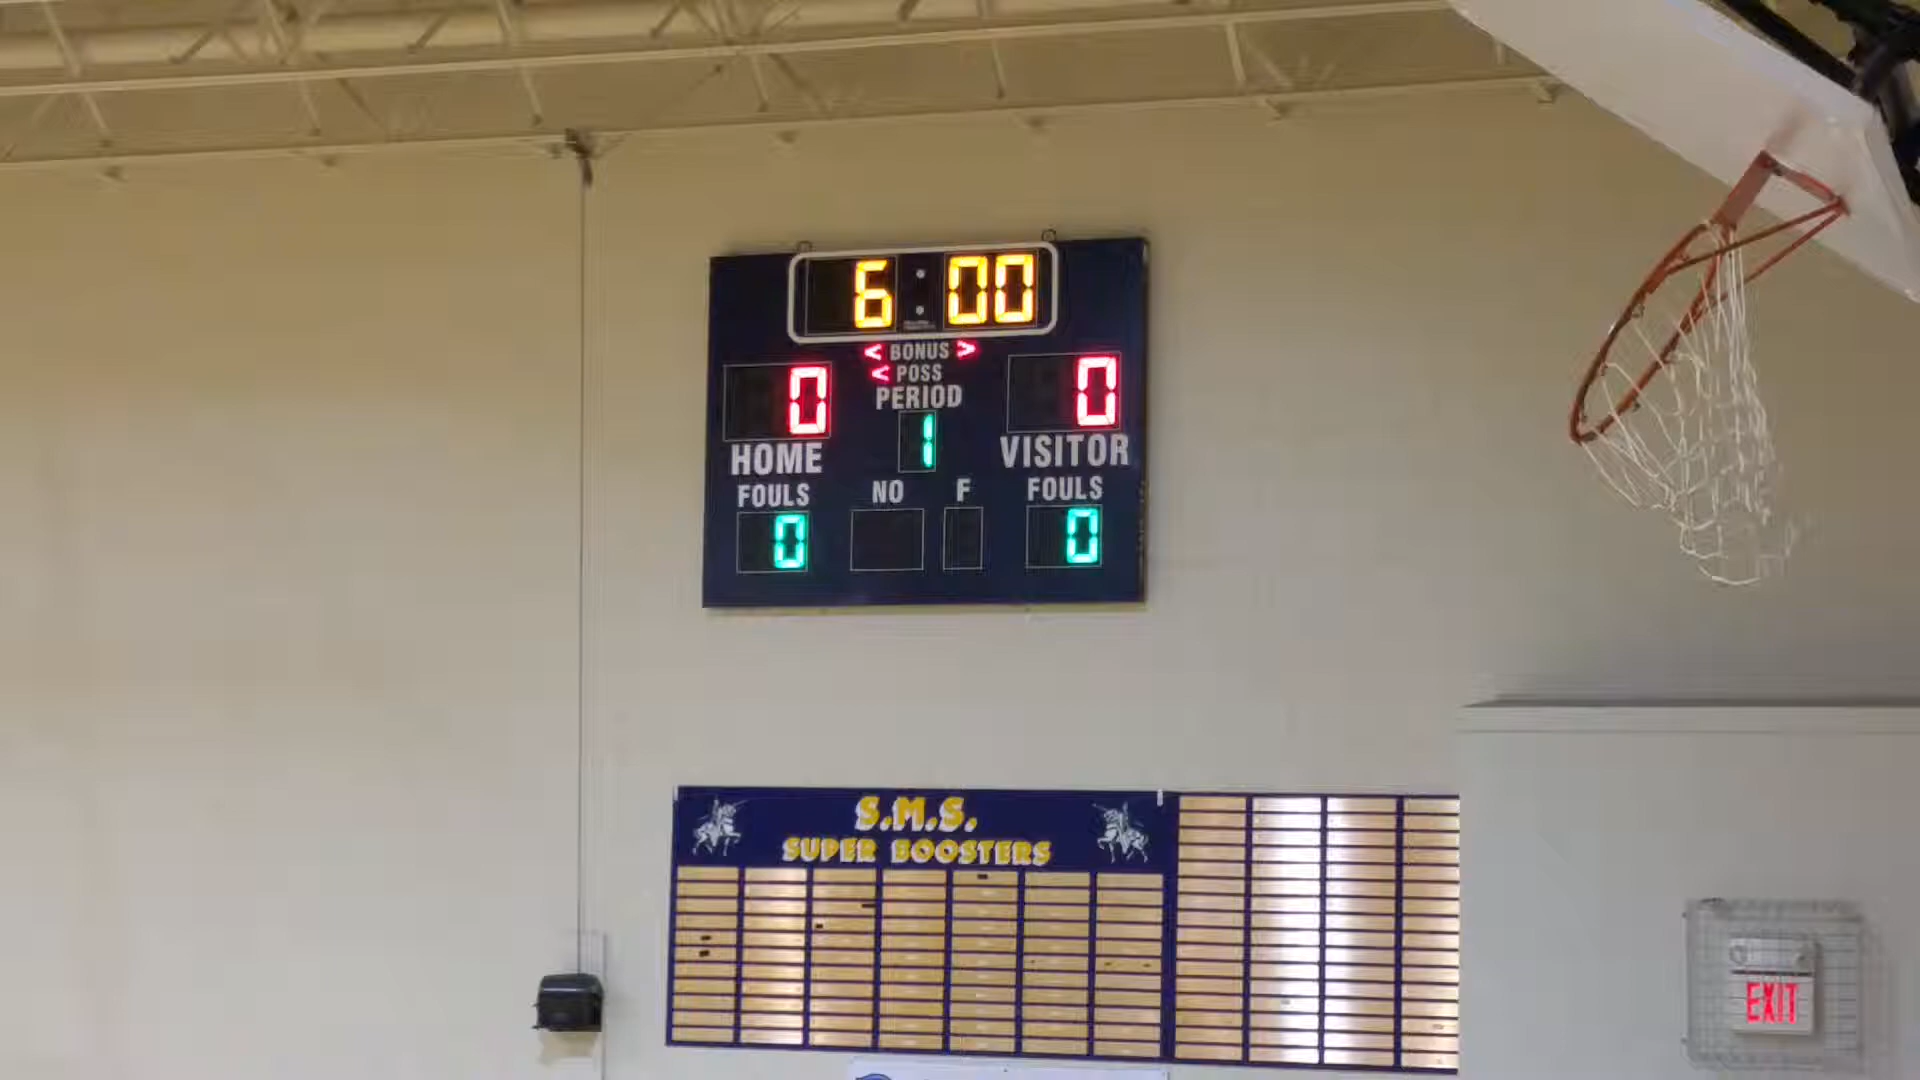 6:00
< BONUS >
< POSS
PERIOD
0 1 0
HOME VISITOR
FOULS NO F FOULS
0 0
S.M.S.
SUPER BOOSTERS
EXIT